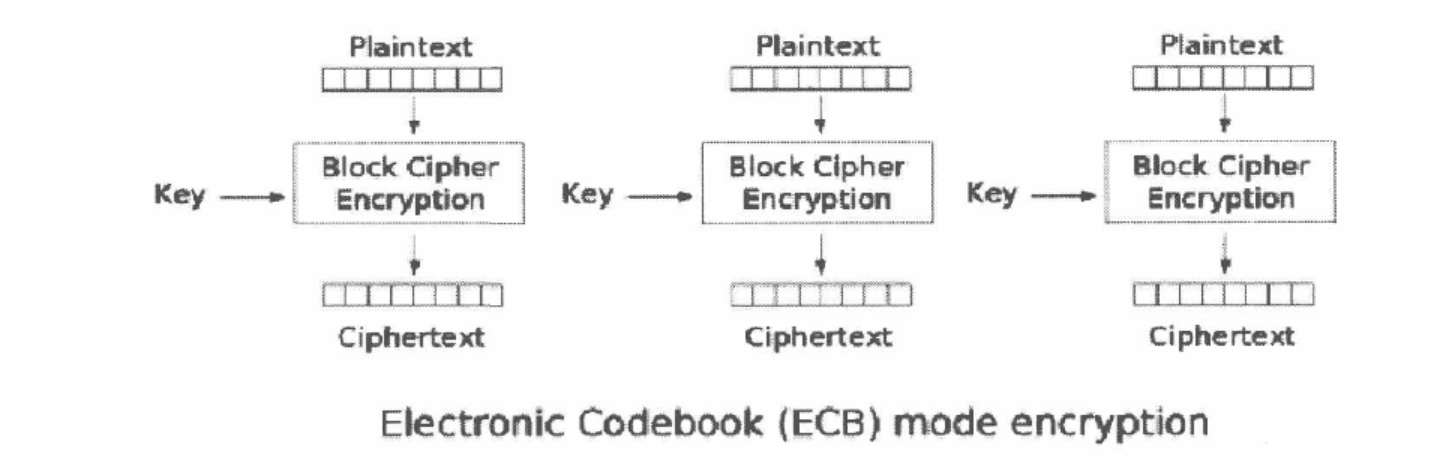 Plaintext Plaintext Plaintext
Block Cipher Encryption Block Cipher Encryption Block Cipher Encryption
Key Key Key
Ciphertext Ciphertext Ciphertext
Electronic Codebook (ECB) mode encryption